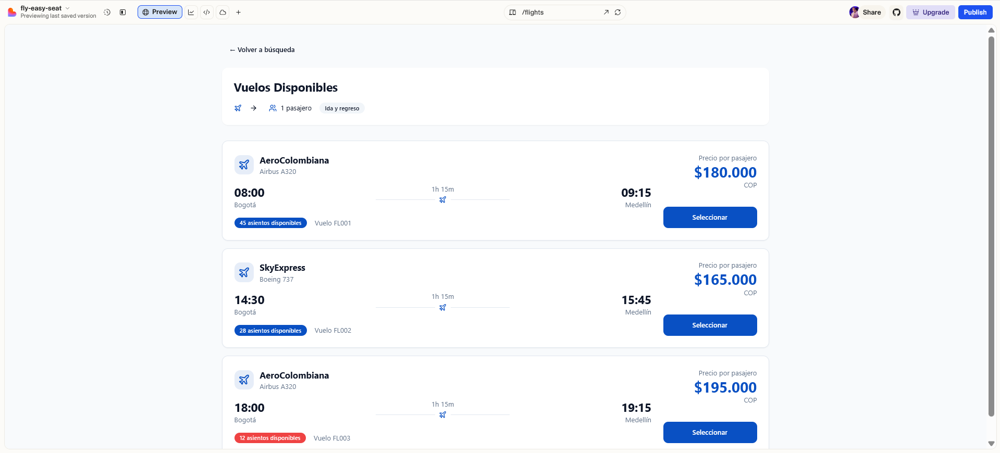 fly-easy-seat
Previewing last saved version
Preview
/flights
Share
Upgrade
Publish
← Volver a búsqueda
Vuelos Disponibles
1 pasajero
Ida y regreso
AeroColombiana
Airbus A320
Precio por pasajero
$180.000
COP
08:00
Bogotá
1h 15m
09:15
Medellín
45 asientos disponibles
Vuelo FL001
Seleccionar
SkyExpress
Boeing 737
Precio por pasajero
$165.000
COP
14:30
Bogotá
1h 15m
15:45
Medellín
28 asientos disponibles
Vuelo FL002
Seleccionar
AeroColombiana
Airbus A320
Precio por pasajero
$195.000
COP
18:00
Bogotá
1h 15m
19:15
Medellín
12 asientos disponibles
Vuelo FL003
Seleccionar